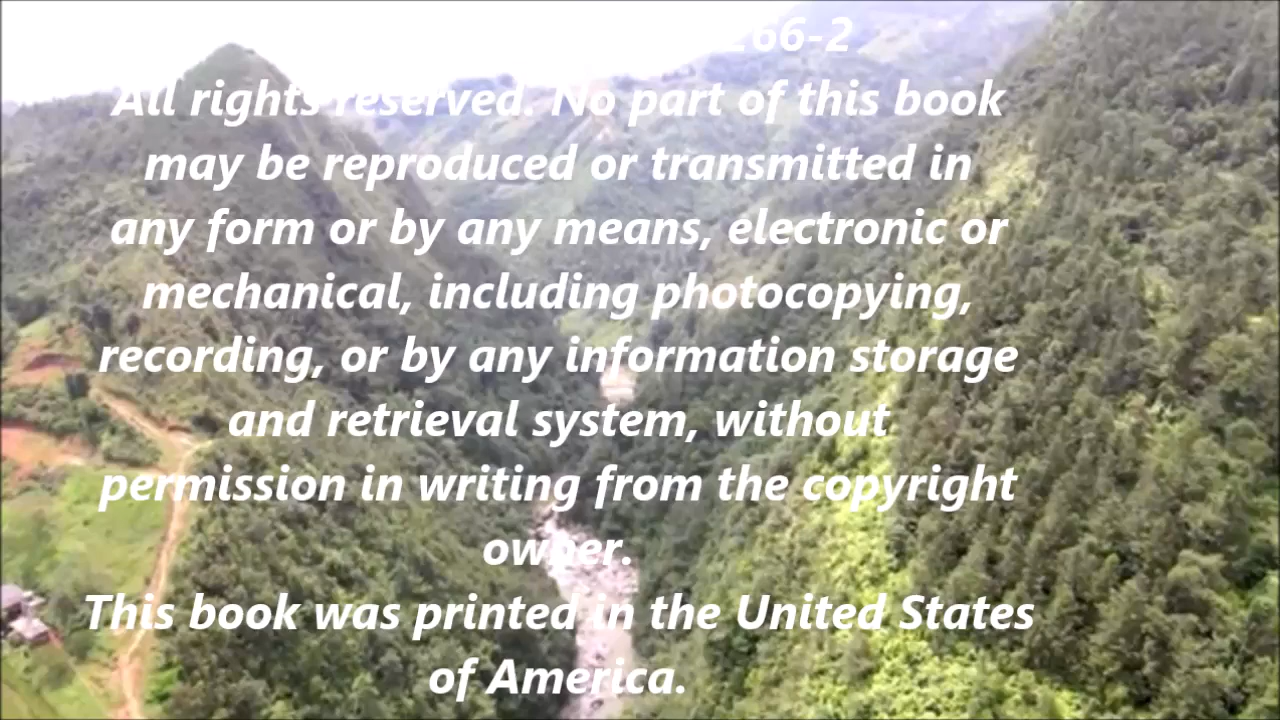 266-2
All rights reserved. No part of this book
may be reproduced or transmitted in
any form or by any means, electronic or
mechanical, including photocopying,
recording, or by any information storage
and retrieval system, without
permission in writing from the copyright
owner.
This book was printed in the United States
of America.